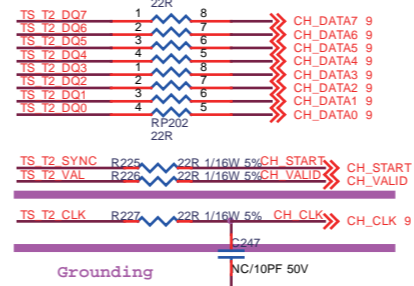 22R
TS_T2_DQ7 1 8 CH_DATA7 9
TS_T2_DQ6 2 7 CH_DATA6 9
TS_T2_DQ5 3 6 CH_DATA5 9
TS_T2_DQ4 4 5 CH_DATA4 9
TS_T2_DQ3 1 8 CH_DATA3 9
TS_T2_DQ2 2 7 CH_DATA2 9
TS_T2_DQ1 3 6 CH_DATA1 9
TS_T2_DQ0 4 5 CH_DATA0 9
RP202
22R
TS_T2_SYNC R225 22R 1/16W 5% CH_START CH_START
TS_T2_VAL R226 22R 1/16W 5% CH_VALID CH_VALID
TS_T2_CLK R227 22R 1/16W 5% CH_CLK CH_CLK 9
C247
NC/10PF 50V
Grounding